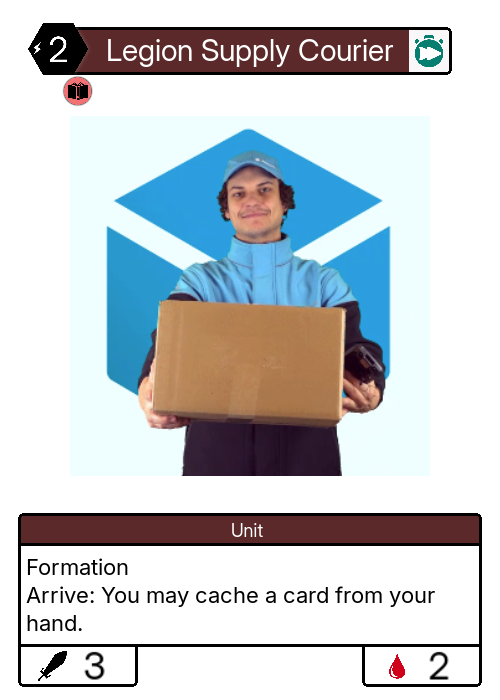 2
Legion Supply Courier
Unit
Formation
Arrive: You may cache a card from your
hand.
3
2